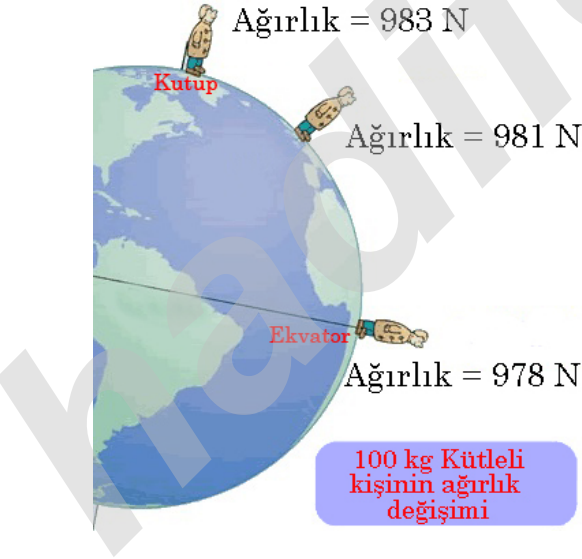 Ağırlık = 983 N
Kutup
Ağırlık = 981 N
Ekvator
Ağırlık = 978 N
100 kg Kütleli
kişinin ağırlık
değişimi